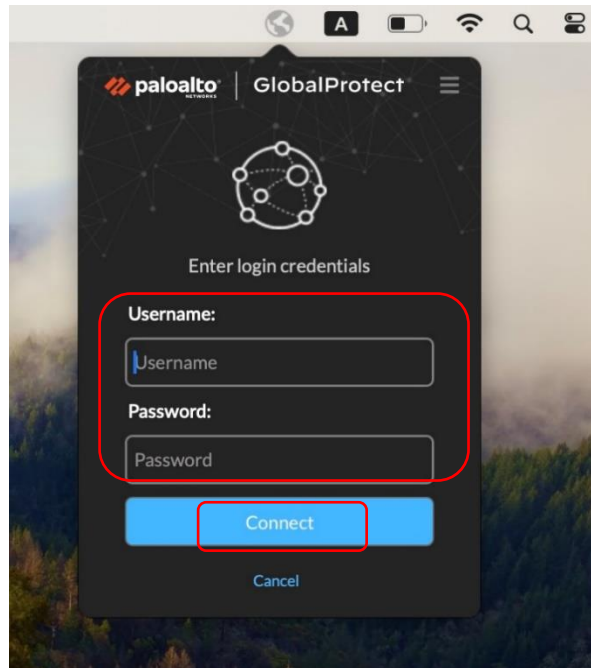 A
paloalto NETWORKS | GlobalProtect
Enter login credentials
Username:
Username
Password:
Password
Connect
Cancel